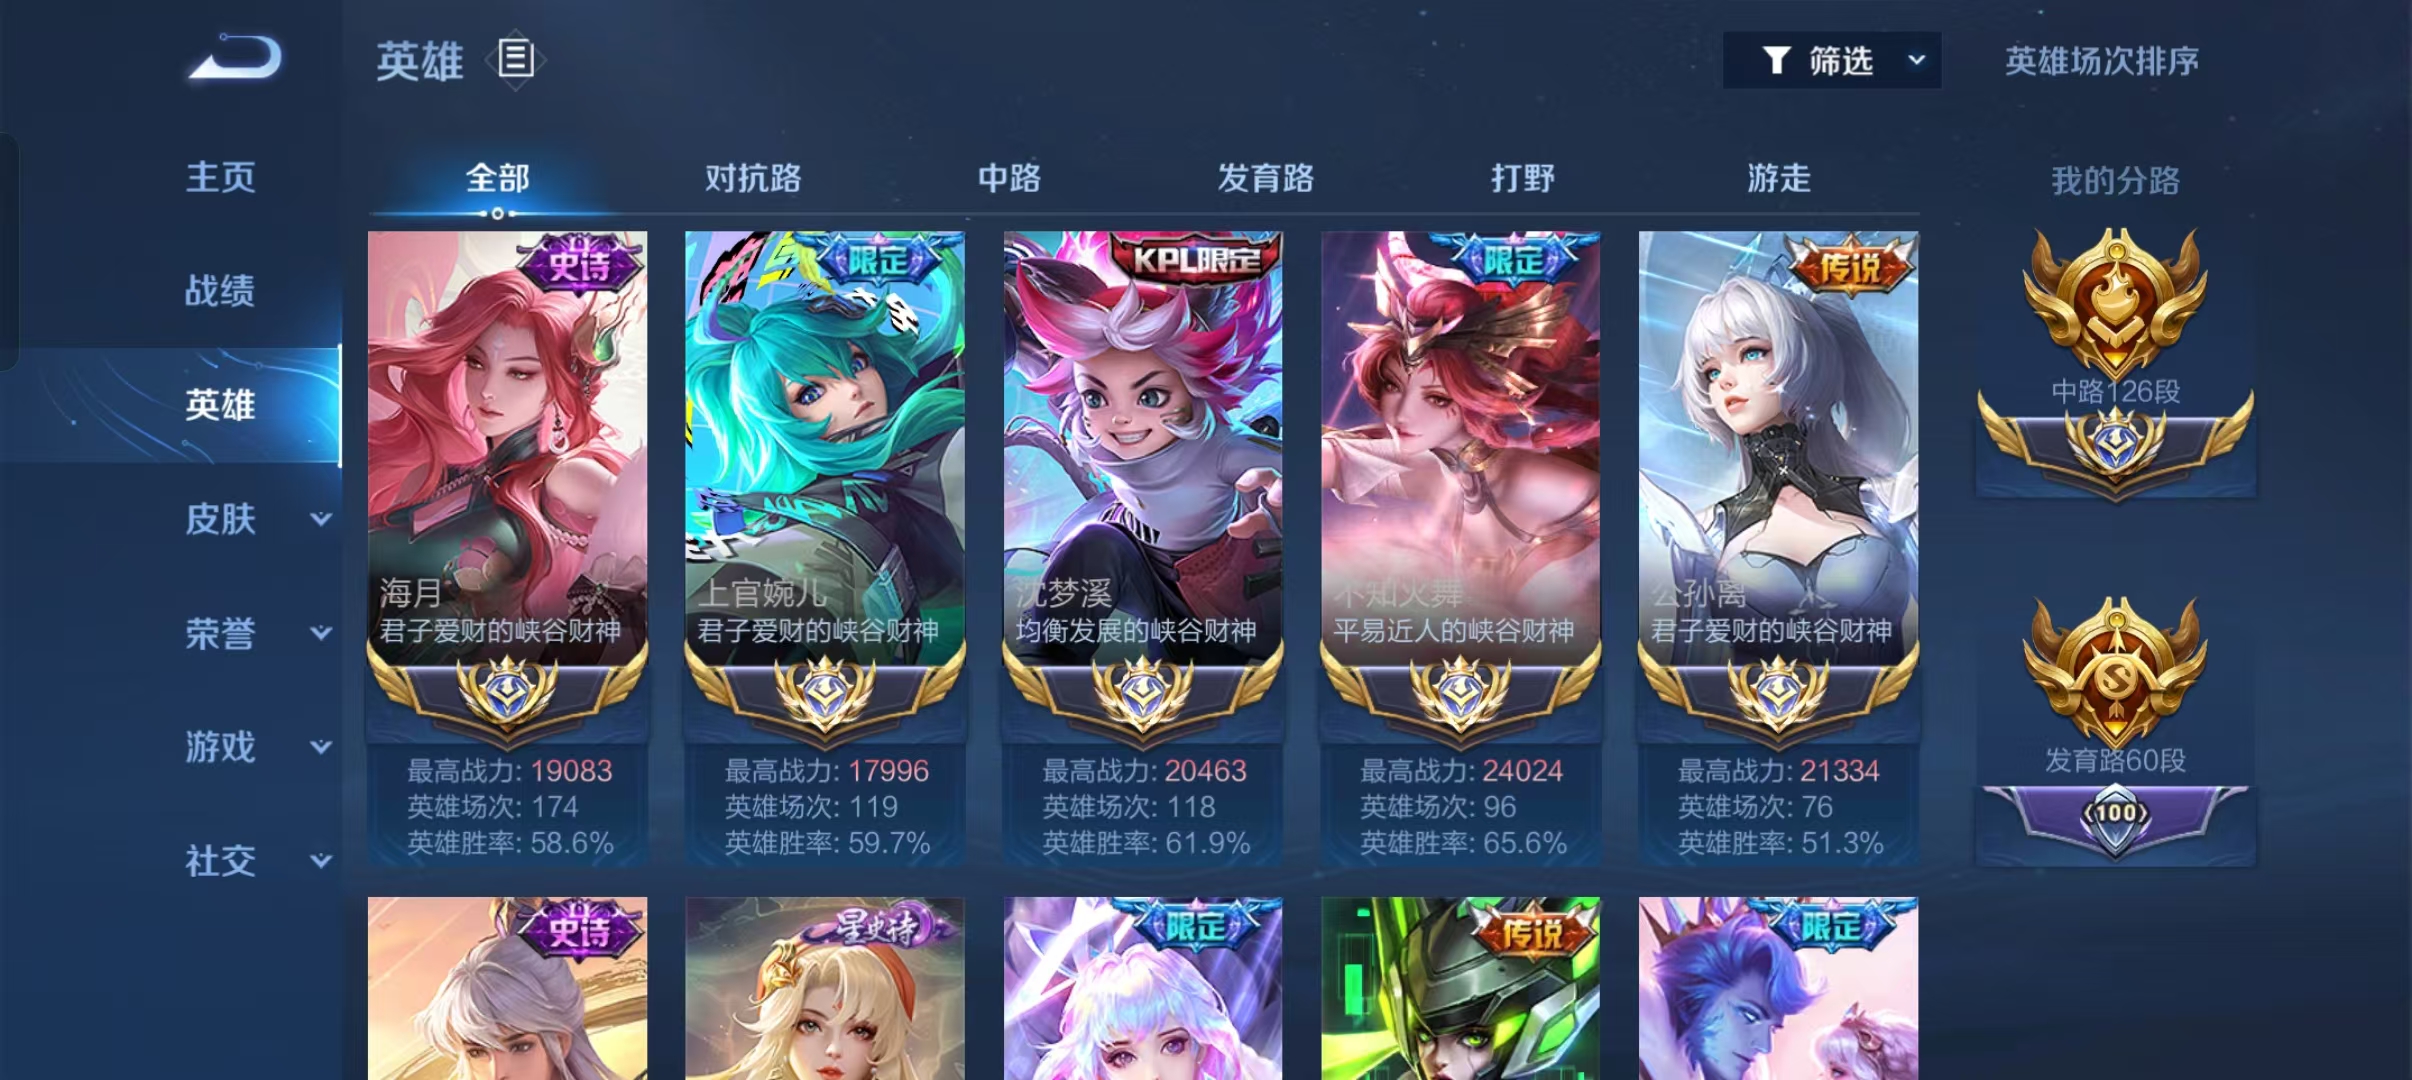 英雄
筛选
英雄场次排序
主页
战绩
英雄
皮肤
荣誉
游戏
社交
全部
对抗路
中路
发育路
打野
游走
我的分路
史诗
海月
君子爱财的峡谷财神
最高战力: 19083
英雄场次: 174
英雄胜率: 58.6%
限定
上官婉儿
君子爱财的峡谷财神
最高战力: 17996
英雄场次: 119
英雄胜率: 59.7%
KPL限定
沈梦溪
均衡发展的峡谷财神
最高战力: 20463
英雄场次: 118
英雄胜率: 61.9%
限定
不知火舞
平易近人的峡谷财神
最高战力: 24024
英雄场次: 96
英雄胜率: 65.6%
传说
公孙离
君子爱财的峡谷财神
最高战力: 21334
英雄场次: 76
英雄胜率: 51.3%
中路126段
发育路60段
100
史诗
星史诗
限定
传说
限定